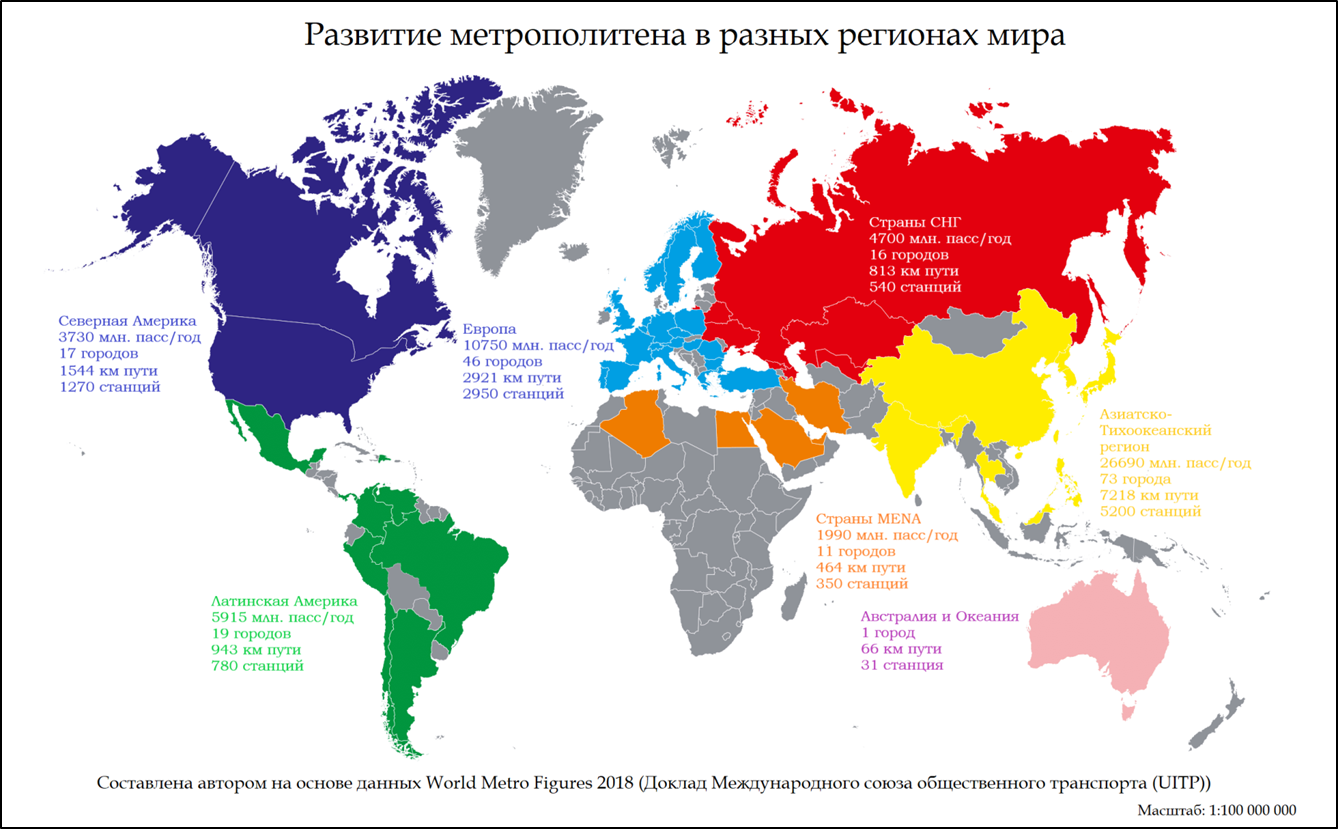 Развитие метрополитена в разных регионах мира
Страны СНГ
4700 млн. пасс/год
16 городов
813 км пути
540 станций
Северная Америка
3730 млн. пасс/год
17 городов
1544 км пути
1270 станций
Европа
10750 млн. пасс/год
46 городов
2921 км пути
2950 станций
Азиатско-
Тихоокеанский
регион
26690 млн. пасс/год
73 города
7218 км пути
5200 станций
Страны MENA
1990 млн. пасс/год
11 городов
464 км пути
350 станций
Латинская Америка
5915 млн. пасс/год
19 городов
943 км пути
780 станций
Австралия и Океания
1 город
66 км пути
31 станция
Составлена автором на основе данных World Metro Figures 2018 (Доклад Международного союза общественного транспорта (UITP))
Масштаб: 1:100 000 000